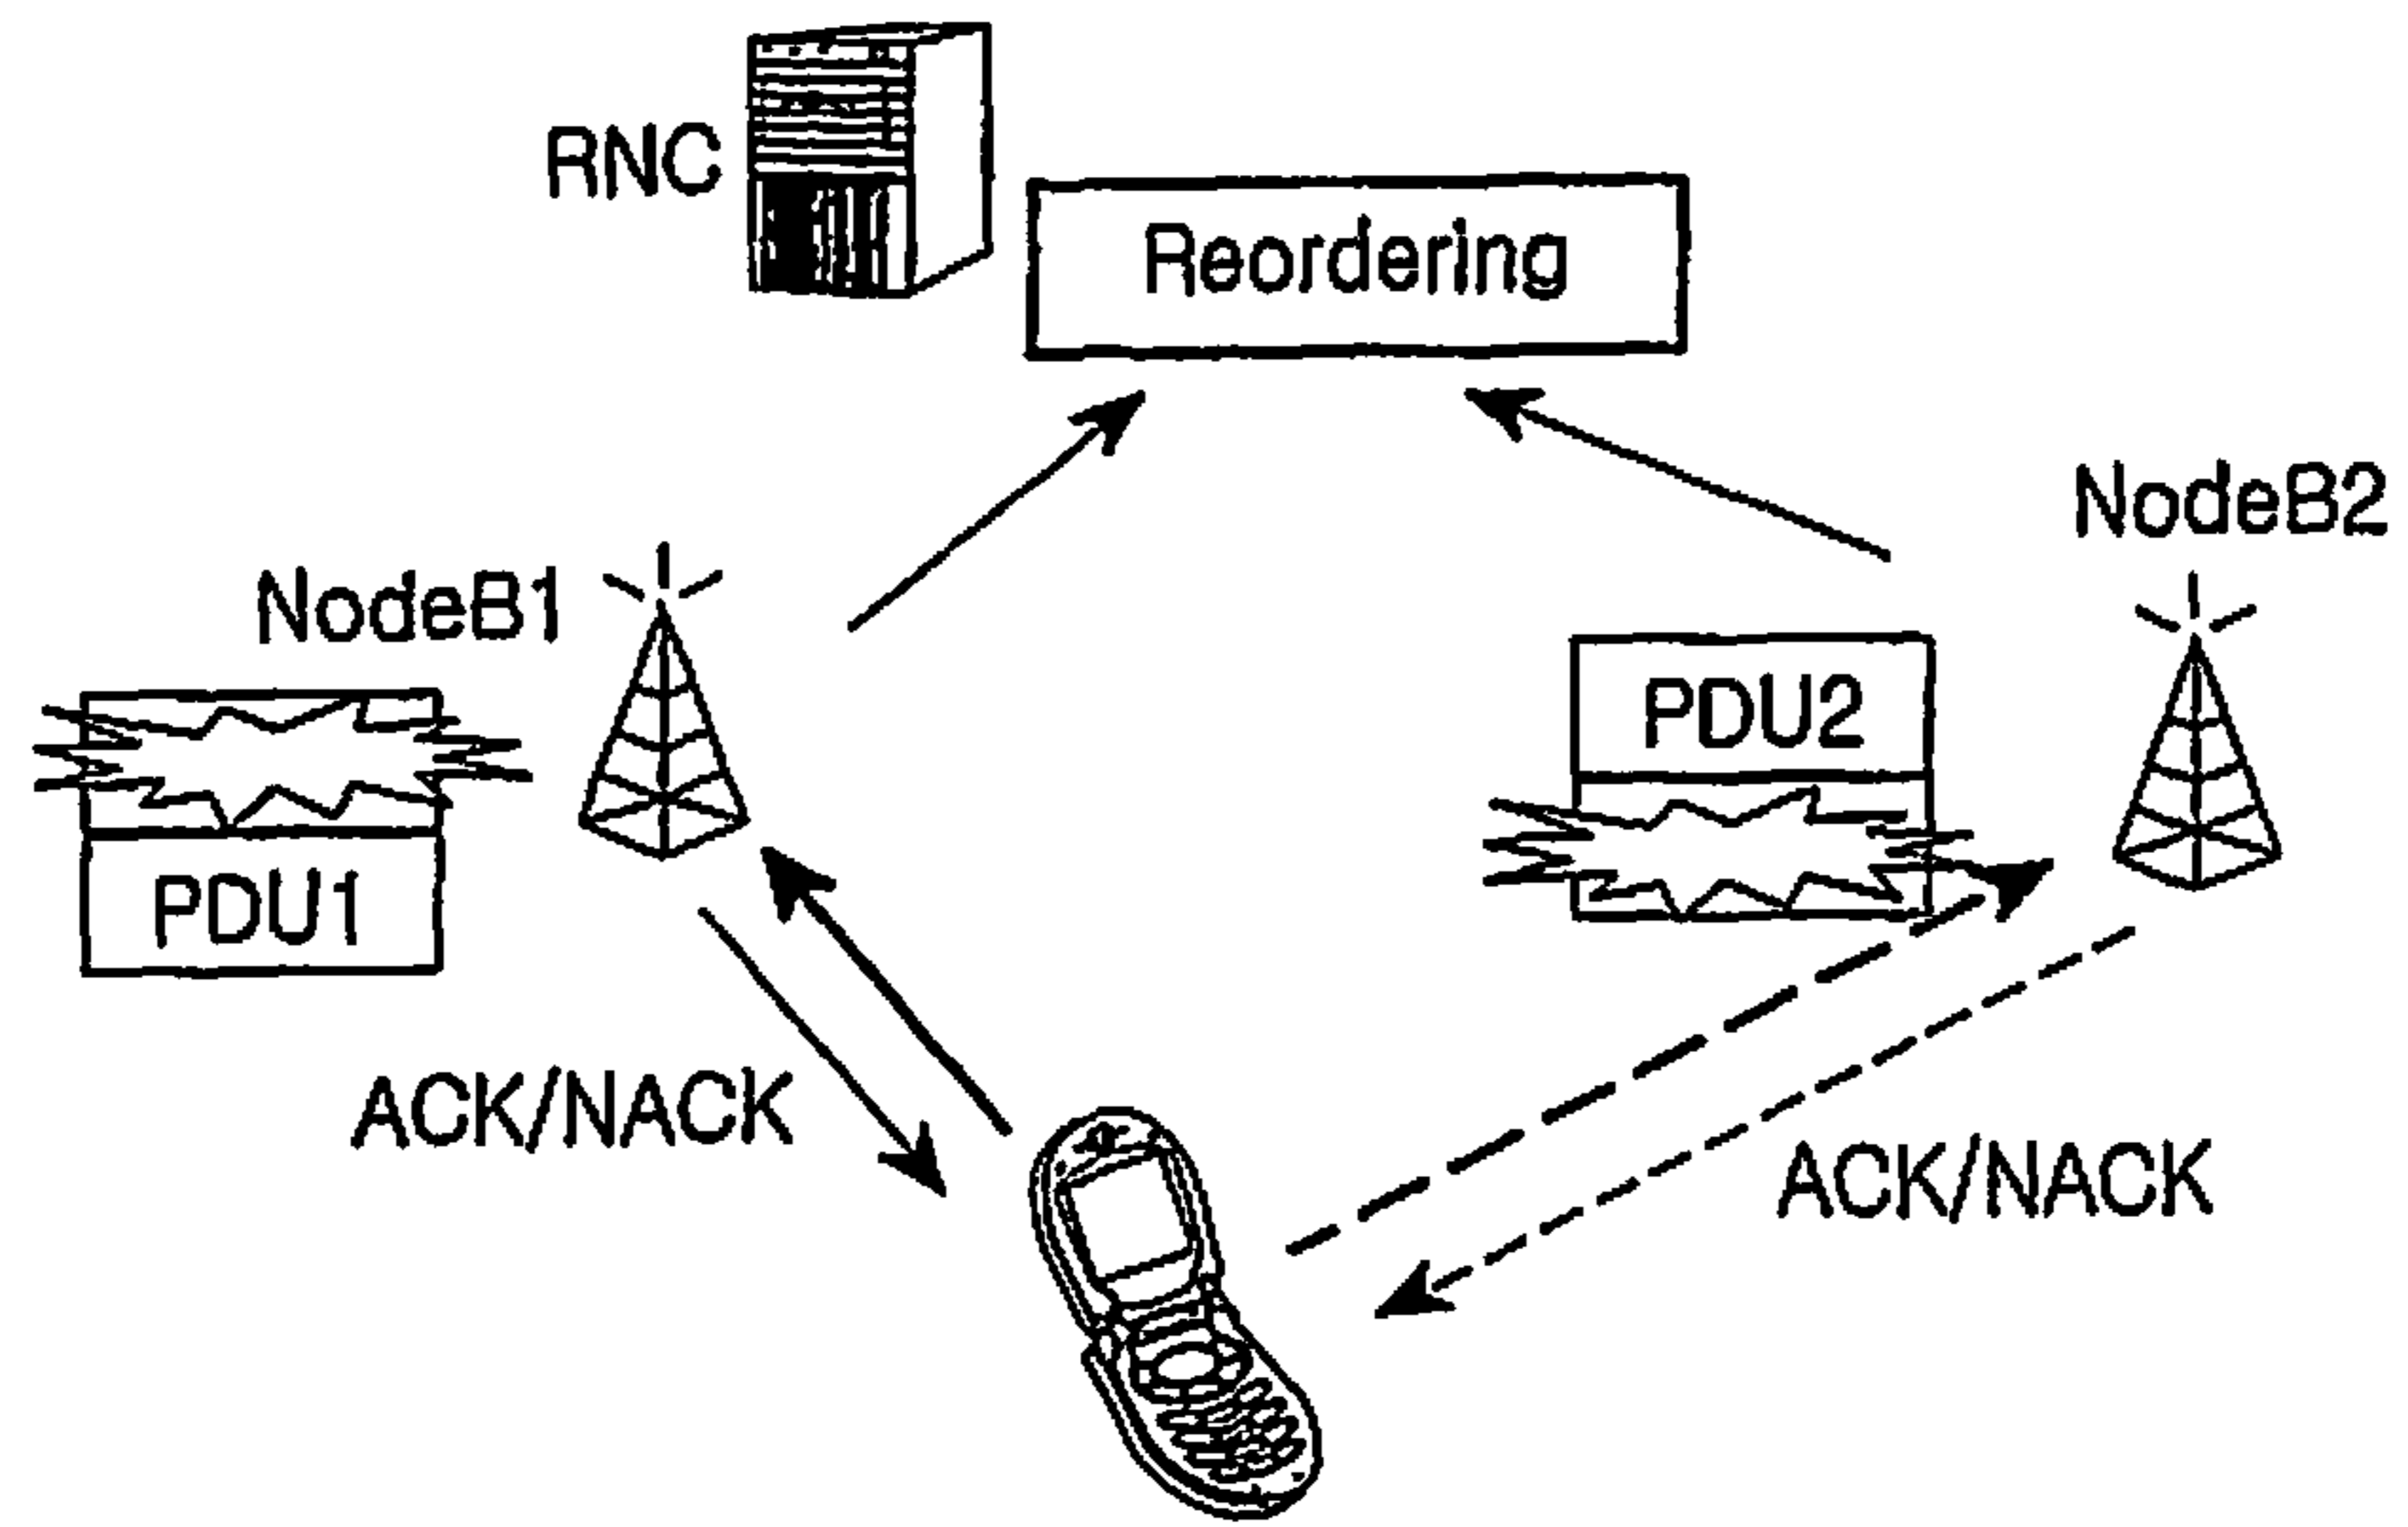 RNC
Reordering
NodeB2
NodeB1
PDU2
PDU1
ACK/NACK
ACK/NACK